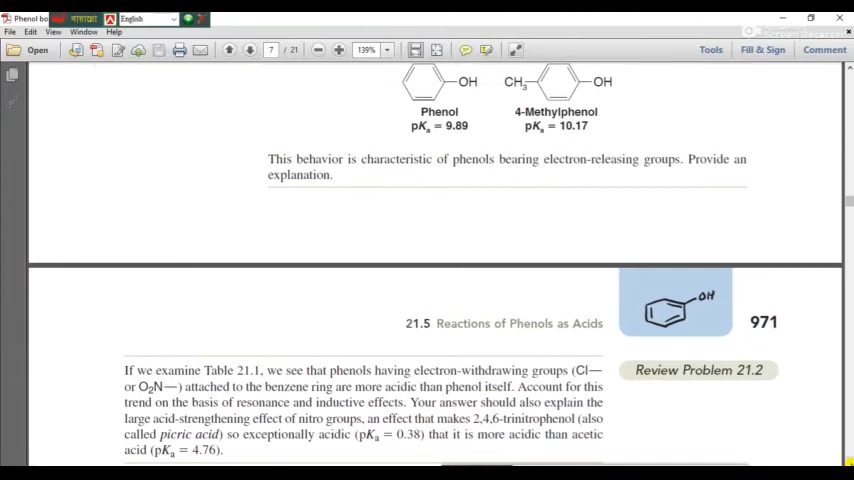 Phenol bo
বায়ান্নো
English
File Edit View Window Help
Open
7 / 21
139%
Tools Fill & Sign Comment
OH CH3 OH
Phenol 4-Methylphenol
pKa = 9.89 pKa = 10.17
This behavior is characteristic of phenols bearing electron-releasing groups. Provide an
explanation.
OH
21.5 Reactions of Phenols as Acids 971
If we examine Table 21.1, we see that phenols having electron-withdrawing groups (Cl—
or O2N—) attached to the benzene ring are more acidic than phenol itself. Account for this
trend on the basis of resonance and inductive effects. Your answer should also explain the
large acid-strengthening effect of nitro groups, an effect that makes 2,4,6-trinitrophenol (also
called picric acid) so exceptionally acidic (pKa = 0.38) that it is more acidic than acetic
acid (pKa = 4.76).
Review Problem 21.2